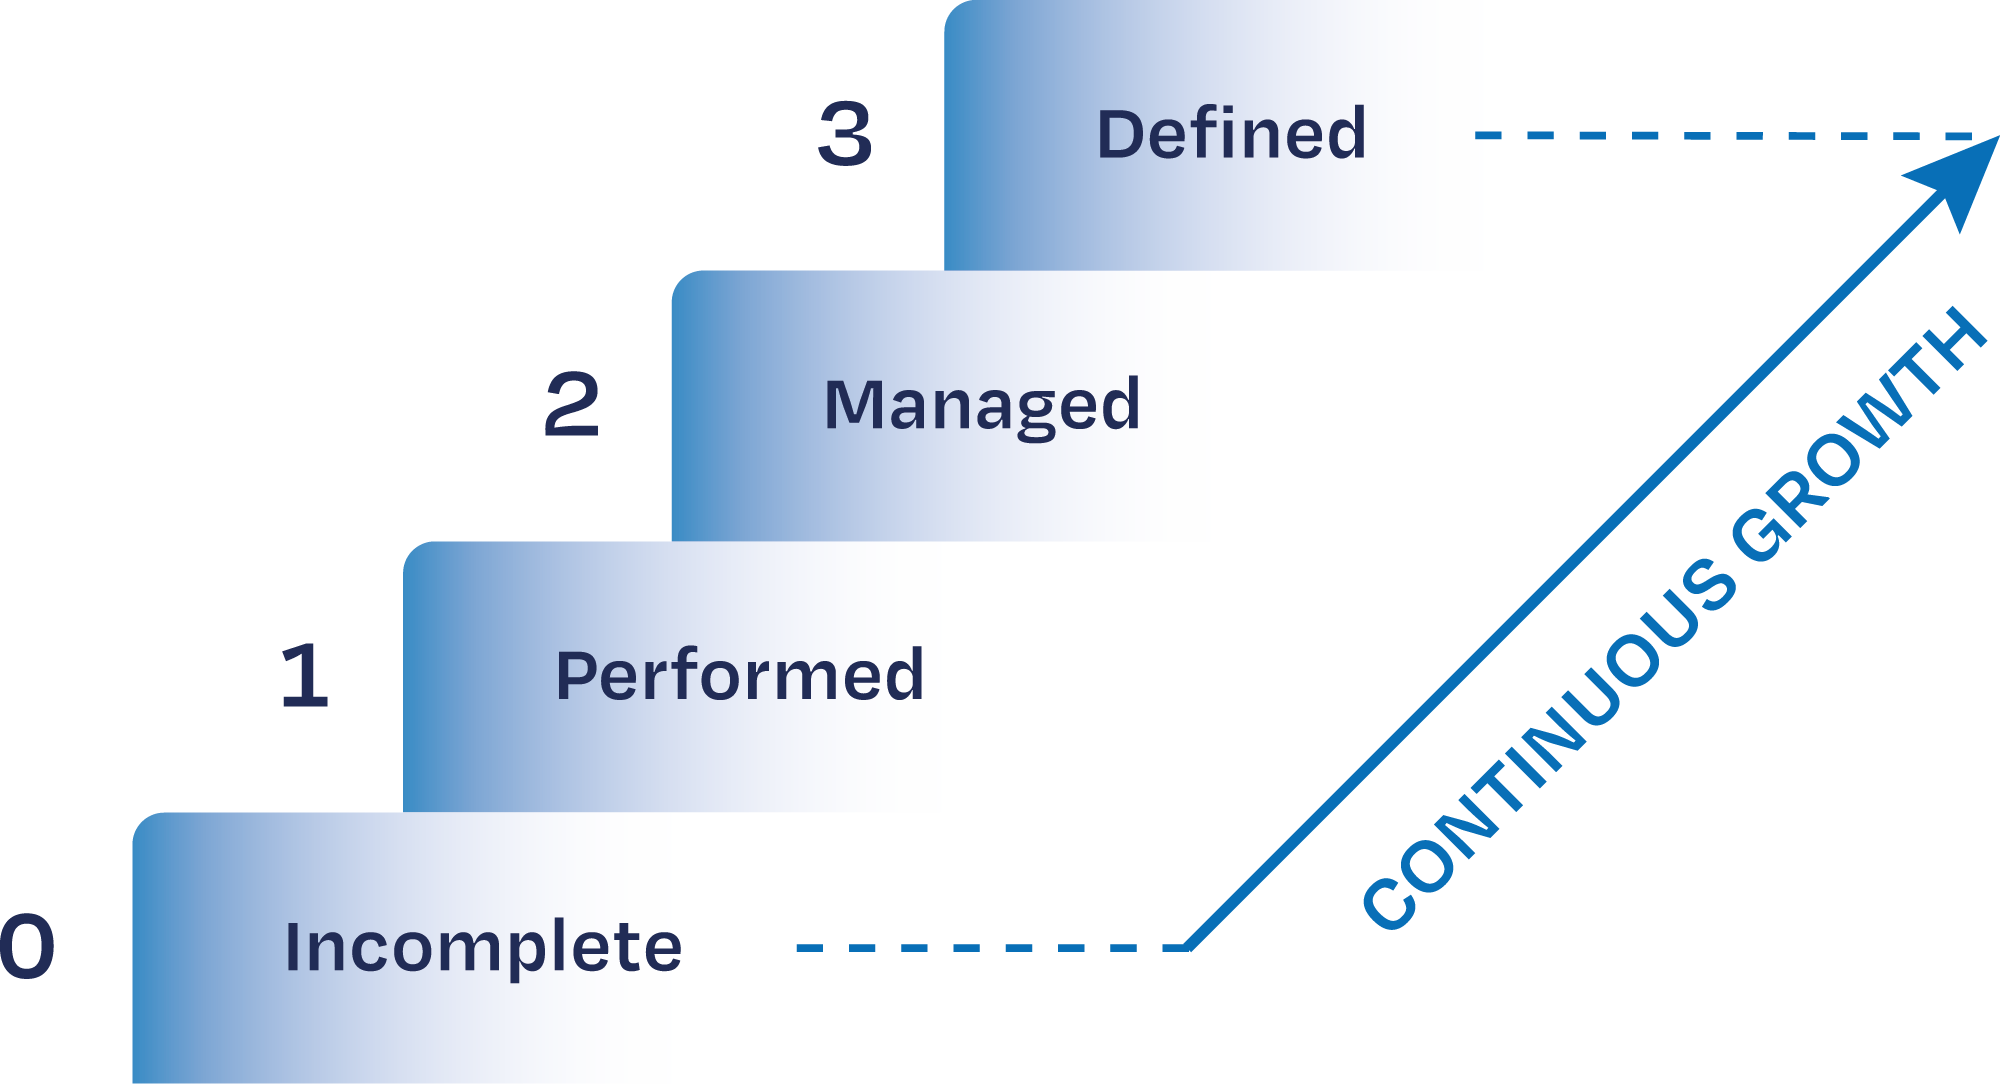 3 Defined
2 Managed
1 Performed
0 Incomplete
CONTINUOUS GROWTH